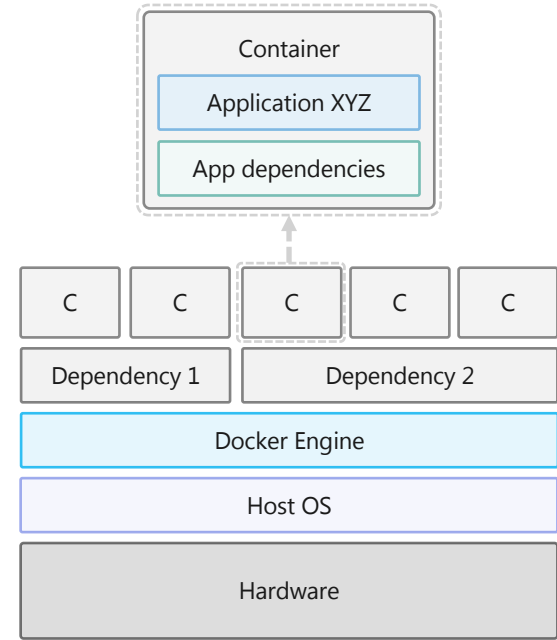 Container
Application XYZ
App dependencies
C C C C C
Dependency 1 Dependency 2
Docker Engine
Host OS
Hardware